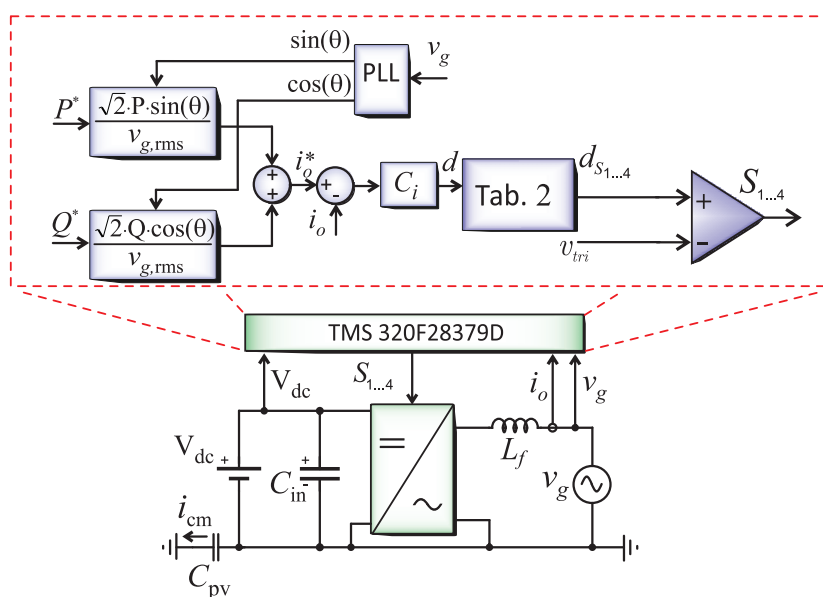 sin(θ)
v_g
PLL
cos(θ)
P*
√2·P·sin(θ)
v_g,rms
i_o*
+
+
+
-
i_o
C_i
d
Tab. 2
d_S1...4
S_1...4
+
-
v_tri
Q*
√2·Q·cos(θ)
v_g,rms
TMS 320F28379D
V_dc
S_1...4
i_o
v_g
V_dc
+
+
C_in
-
=
~
L_f
v_g
i_cm
C_pv